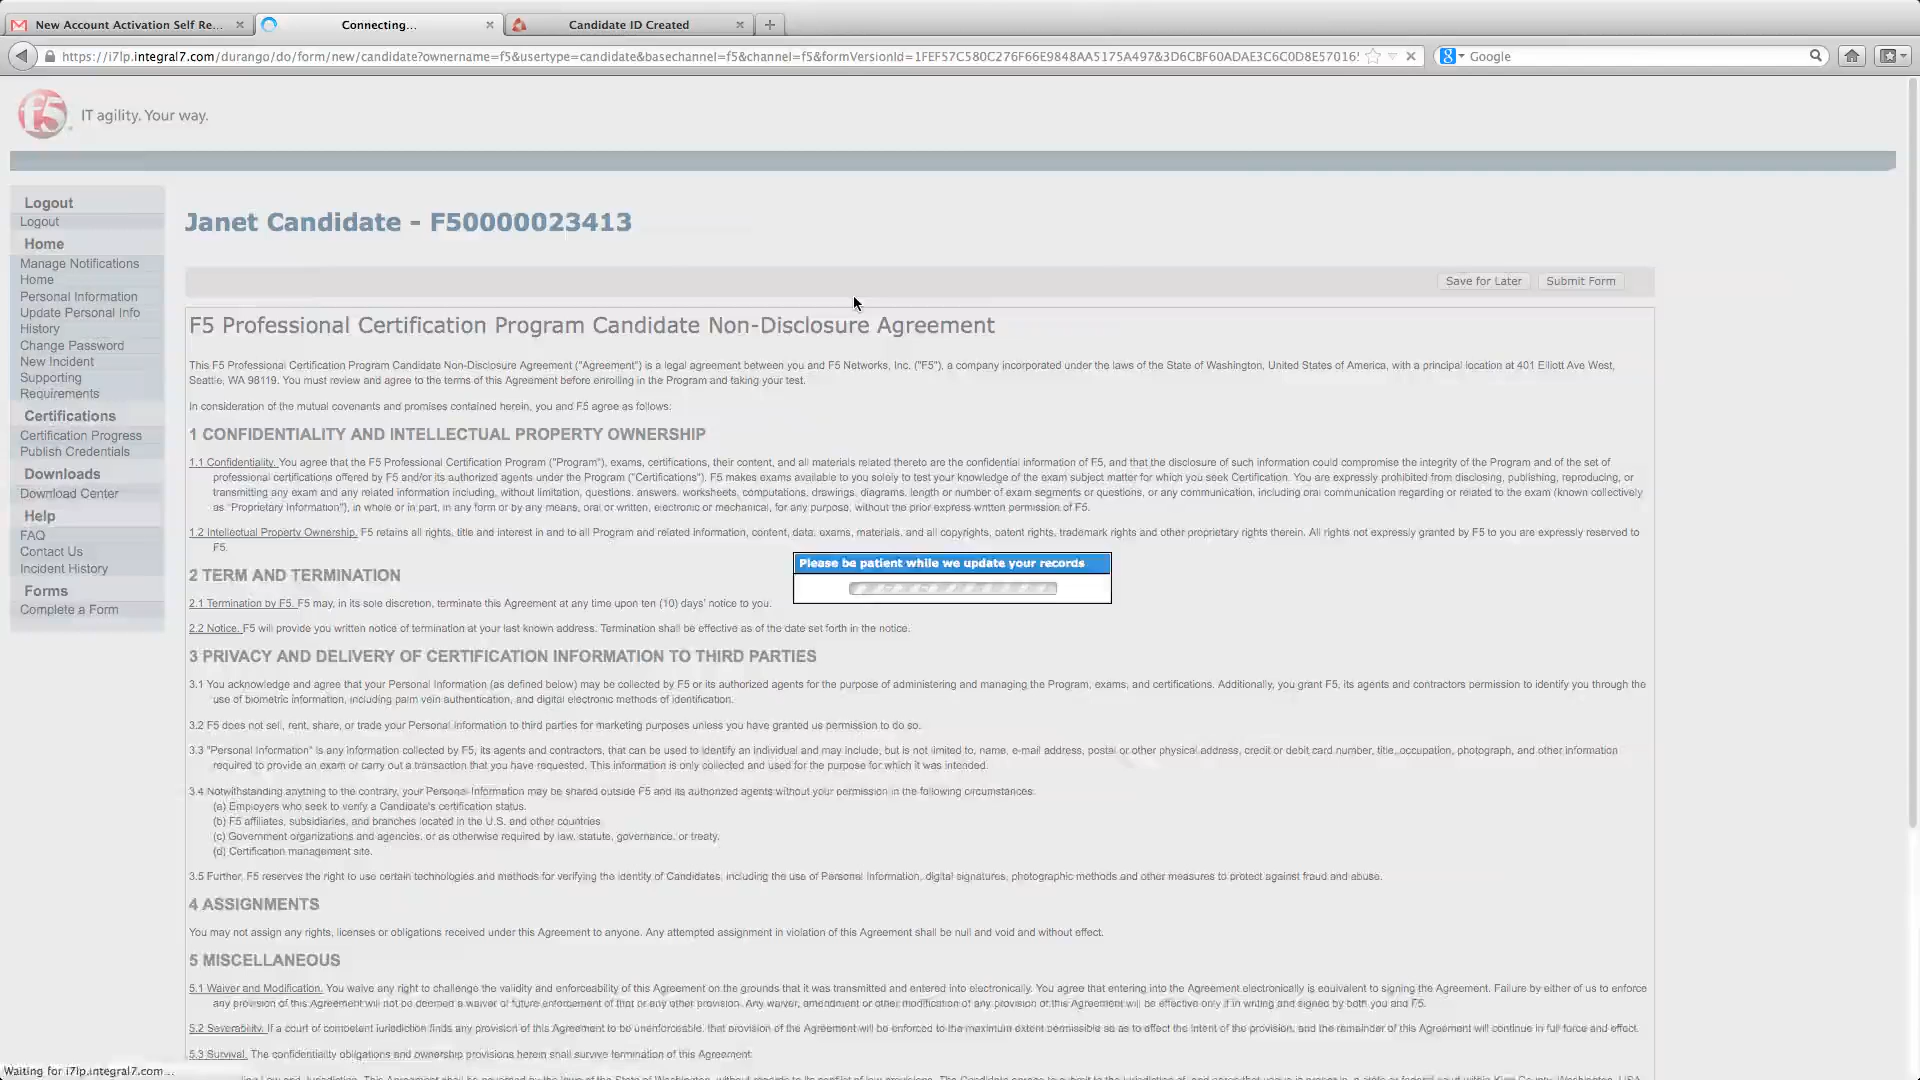 New Account Activation Self Re...
Connecting...
Candidate ID Created
https://i7lp.integral7.com/durango/do/form/new/candidate?ownername=f5&usertype=candidate&basechannel=f5&channel=f5&formVersionId=1FEF57C580C276F66E9848AA5175A497&3D6CBF60ADAE3C6C0D8E57016
Google
f5
IT agility. Your way.
Logout
Logout
Home
Manage Notifications
Home
Personal Information
Update Personal Info
History
Change Password
New Incident
Supporting
Requirements
Certifications
Certification Progress
Publish Credentials
Downloads
Download Center
Help
FAQ
Contact Us
Incident History
Forms
Complete a Form
Janet Candidate - F50000023413
Save for Later
Submit Form
F5 Professional Certification Program Candidate Non-Disclosure Agreement
This F5 Professional Certification Program Candidate Non-Disclosure Agreement ("Agreement") is a legal agreement between you and F5 Networks, Inc. ("F5"), a company incorporated under the laws of the State of Washington, United States of America, with a principal location at 401 Elliott Ave West,
Seattle, WA 98119. You must review and agree to the terms of this Agreement before enrolling in the Program and taking your test.
In consideration of the mutual covenants and promises contained herein, you and F5 agree as follows:
1 CONFIDENTIALITY AND INTELLECTUAL PROPERTY OWNERSHIP
1.1 Confidentiality. You agree that the F5 Professional Certification Program ("Program"), exams, certifications, their content, and all materials related thereto are the confidential information of F5, and that the disclosure of such information could compromise the integrity of the Program and of the set of
professional certifications offered by F5 and/or its authorized agents under the Program ("Certifications"). F5 makes exams available to you solely to test your knowledge of the exam subject matter for which you seek Certification. You are expressly prohibited from disclosing, publishing, reproducing, or
transmitting any exam and any related information including, without limitation, questions, answers, worksheets, computations, drawings, diagrams, length or number of exam segments or questions, or any communication, including oral communication regarding or related to the exam (known collectively
as "Proprietary Information"), in whole or in part, in any form or by any means, oral or written, electronic or mechanical, for any purpose, without the prior express written permission of F5.
1.2 Intellectual Property Ownership. F5 retains all rights, title and interest in and to all Program and related information, content, data, exams, materials, and all copyrights, patent rights, trademark rights and other proprietary rights therein. All rights not expressly granted by F5 to you are expressly reserved to
F5.
Please be patient while we update your records
2 TERM AND TERMINATION
2.1 Termination by F5. F5 may, in its sole discretion, terminate this Agreement at any time upon ten (10) days' notice to you.
2.2 Notice. F5 will provide you written notice of termination at your last known address. Termination shall be effective as of the date set forth in the notice.
3 PRIVACY AND DELIVERY OF CERTIFICATION INFORMATION TO THIRD PARTIES
3.1 You acknowledge and agree that your Personal Information (as defined below) may be collected by F5 or its authorized agents for the purpose of administering and managing the Program, exams, and certifications. Additionally, you grant F5, its agents and contractors permission to identify you through the
use of biometric information, including palm vein authentication, and digital electronic methods of identification.
3.2 F5 does not sell, rent, share, or trade your Personal Information to third parties for marketing purposes unless you have granted us permission to do so.
3.3 "Personal Information" is any information collected by F5, its agents and contractors, that can be used to identify an individual and may include, but is not limited to, name, e-mail address, postal or other physical address, credit or debit card number, title, occupation, photograph, and other information
required to provide an exam or carry out a transaction that you have requested. This information is only collected and used for the purpose for which it was intended.
3.4 Notwithstanding anything to the contrary, your Personal Information may be shared outside F5 and its authorized agents without your permission in the following circumstances:
(a) Employers who seek to verify a Candidate's certification status.
(b) F5 affiliates, subsidiaries, and branches located in the U.S. and other countries
(c) Government organizations and agencies, or as otherwise required by law, statute, governance, or treaty.
(d) Certification management site.
3.5 Further, F5 reserves the right to use certain technologies and methods for verifying the identity of Candidates, including the use of Personal Information, digital signatures, photographic methods and other measures to protect against fraud and abuse.
4 ASSIGNMENTS
You may not assign any rights, licenses or obligations received under this Agreement to anyone. Any attempted assignment in violation of this Agreement shall be null and void and without effect.
5 MISCELLANEOUS
5.1 Waiver and Modification. You waive any right to challenge the validity and enforceability of this Agreement on the grounds that it was transmitted and entered into electronically. You agree that entering into the Agreement electronically is equivalent to signing the Agreement. Failure by either of us to enforce
any provision of this Agreement will not be deemed a waiver of future enforcement of that or any other provision. Any waiver, amendment or other modification of any provision of this Agreement will be effective only if in writing and signed by both you and F5.
5.2 Severability. If a court of competent jurisdiction finds any provision of this Agreement to be unenforceable, that provision of the Agreement will be enforced to the maximum extent permissible so as to effect the intent of the provision, and the remainder of this Agreement will continue in full force and effect.
5.3 Survival. The confidentiality obligations and ownership provisions herein shall survive termination of this Agreement.
Waiting for i7lp.integral7.com...